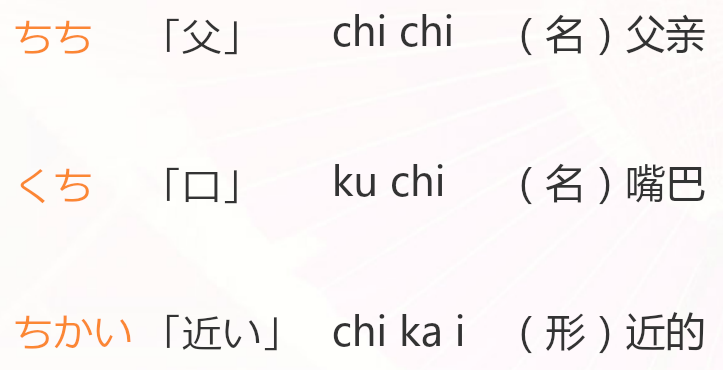 ちち 「父」 chi chi （名）父亲
くち 「口」 ku chi （名）嘴巴
ちかい 「近い」 chi ka i （形）近的